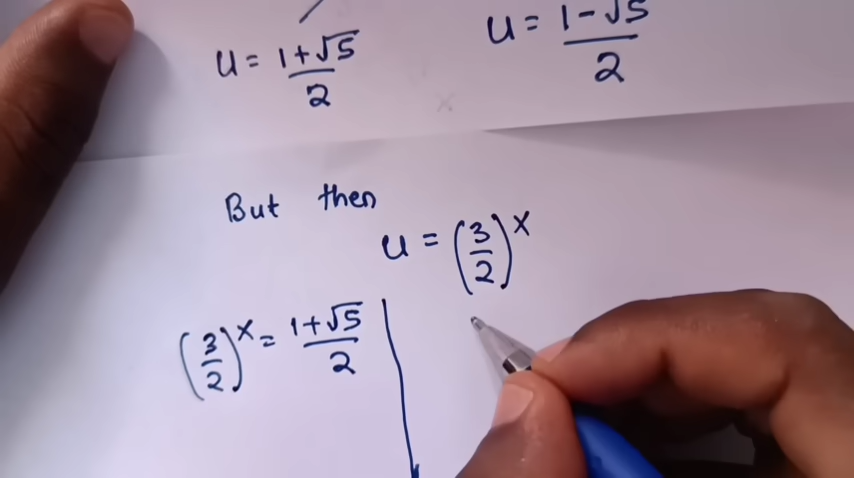 u = 1+√5/2
u = 1-√5/2
But then
u = (3/2)^x
(3/2)^x = 1+√5/2